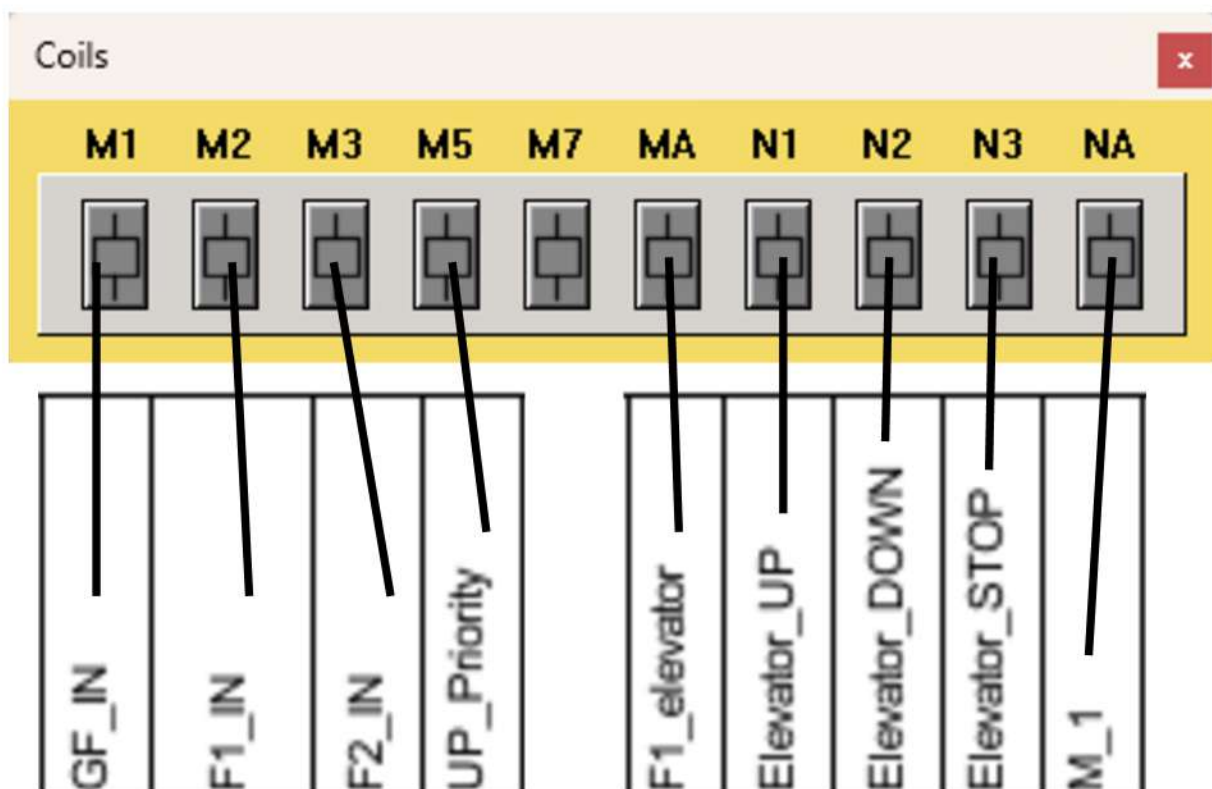 Coils
x
M1 M2 M3 M5 M7 MA N1 N2 N3 NA
GF_IN
F1_IN
F2_IN
UP_Priority
F1_elevator
Elevator_UP
Elevator_DOWN
Elevator_STOP
M_1